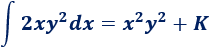 ∫ 2xy²dx = x²y² + K